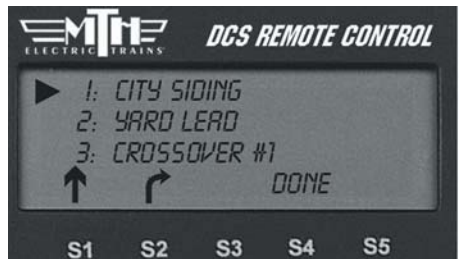 MTH
ELECTRIC TRAINS
DCS REMOTE CONTROL
1: CITY SIDING
2: YARD LEAD
3: CROSSOVER #1
DONE
S1 S2 S3 S4 S5